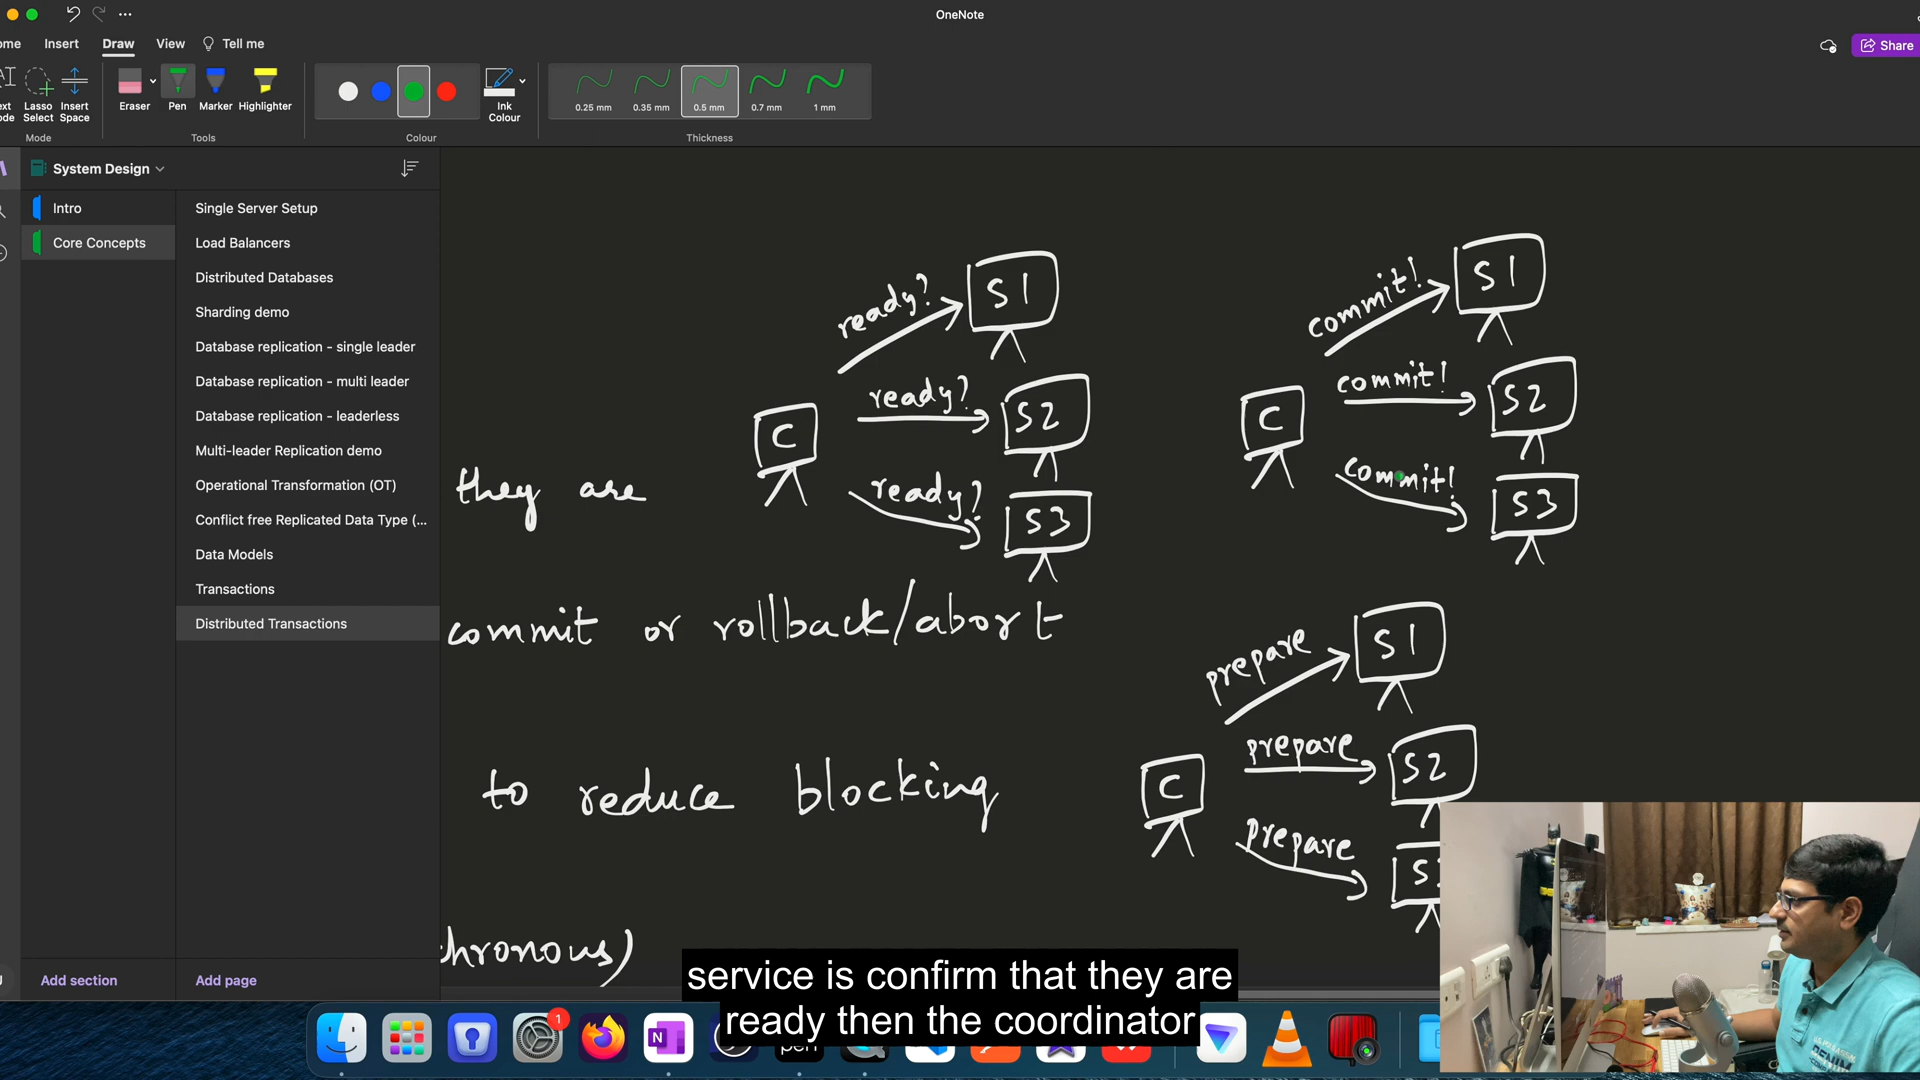 OneNote
ome Insert Draw View Tell me
Share
ext
ode
Lasso
Select
Insert
Space
Eraser
Pen
Marker
Highlighter
Ink
Colour
0.25 mm
0.35 mm
0.5 mm
0.7 mm
1 mm
Mode
Tools
Colour
Thickness
System Design
Intro
Core Concepts
Single Server Setup
Load Balancers
Distributed Databases
Sharding demo
Database replication - single leader
Database replication - multi leader
Database replication - leaderless
Multi-leader Replication demo
Operational Transformation (OT)
Conflict free Replicated Data Type (...
Data Models
Transactions
Distributed Transactions
Add section
Add page
ready? S1
ready? S2
C
ready? S3
commit! S1
commit! S2
C
commit! S3
they are
commit or rollback/abort
prepare S1
prepare S2
C
prepare S
to reduce blocking
chronous)
service is confirm that they are
ready then the coordinator
1
N
pen